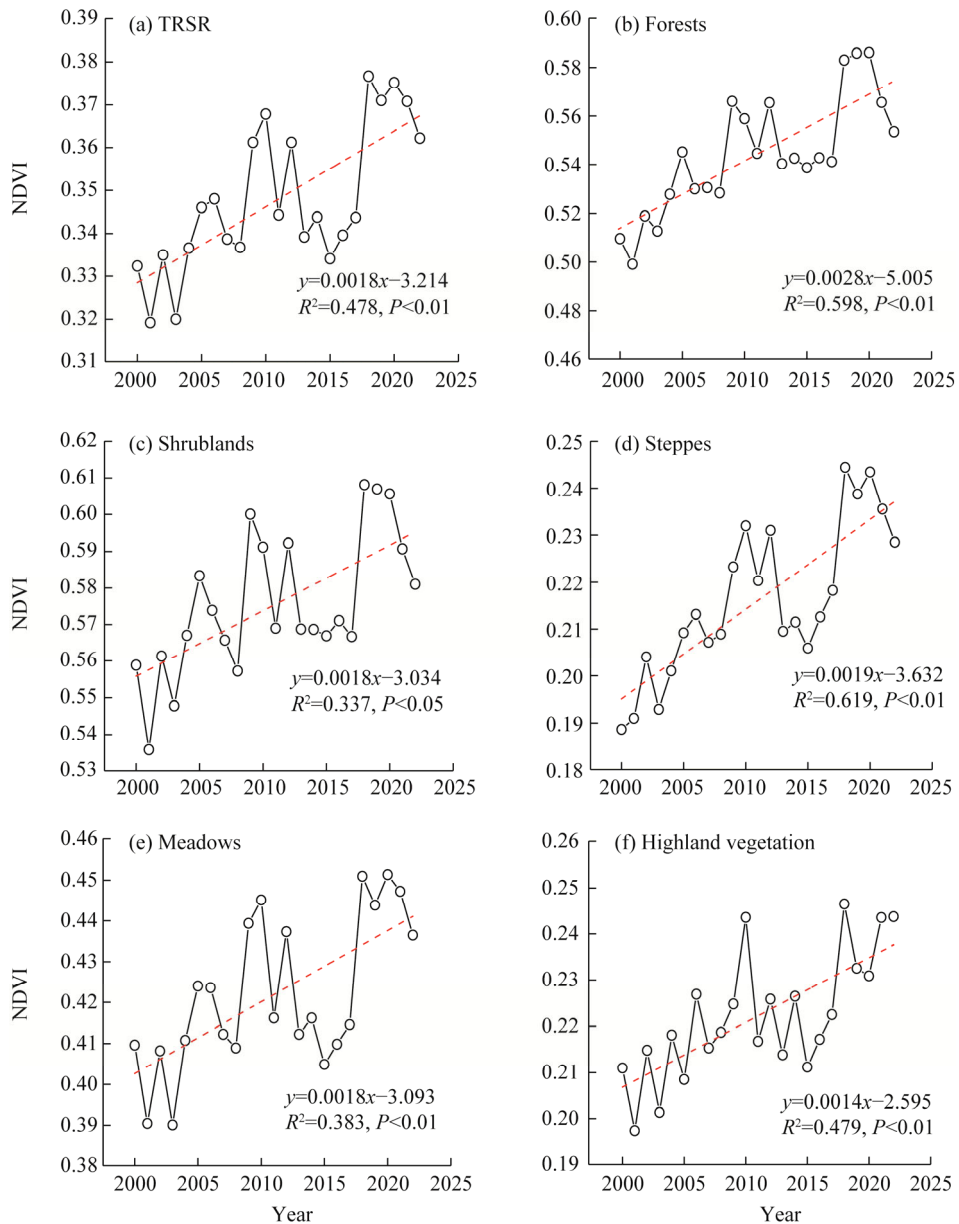 (a) TRSR
0.39
0.38
0.37
0.36
0.35
0.34
0.33
0.32
0.31
NDVI
y=0.0018x−3.214
R²=0.478, P<0.01
2000 2005 2010 2015 2020 2025
(b) Forests
0.60
0.58
0.56
0.54
0.52
0.50
0.48
0.46
y=0.0028x−5.005
R²=0.598, P<0.01
2000 2005 2010 2015 2020 2025
(c) Shrublands
0.62
0.61
0.60
0.59
0.58
0.57
0.56
0.55
0.54
0.53
NDVI
y=0.0018x−3.034
R²=0.337, P<0.05
2000 2005 2010 2015 2020 2025
(d) Steppes
0.25
0.24
0.23
0.22
0.21
0.20
0.19
0.18
y=0.0019x−3.632
R²=0.619, P<0.01
2000 2005 2010 2015 2020 2025
(e) Meadows
0.46
0.45
0.44
0.43
0.42
0.41
0.40
0.39
0.38
NDVI
y=0.0018x−3.093
R²=0.383, P<0.01
2000 2005 2010 2015 2020 2025
Year
(f) Highland vegetation
0.26
0.25
0.24
0.23
0.22
0.21
0.20
0.19
y=0.0014x−2.595
R²=0.479, P<0.01
2000 2005 2010 2015 2020 2025
Year